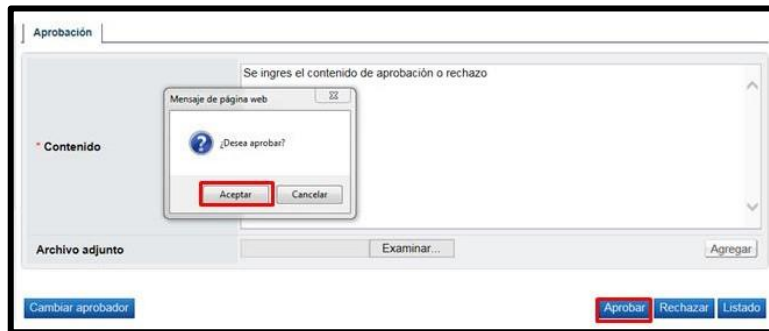 Aprobación
Se ingres el contenido de aprobación o rechazo
Mensaje de página web
* Contenido
¿Desea aprobar?
Aceptar
Cancelar
Archivo adjunto
Examinar...
Agregar
Cambiar aprobador
Aprobar
Rechazar
Listado